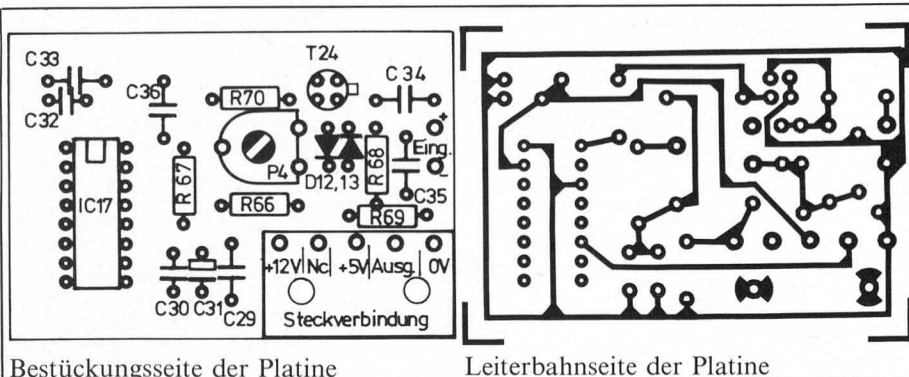 C33
T24
C34
C36
R70
C32
+
Eing.
R68
P4
R67
IC17
D12,13
-
C35
R66
R69
+12V Nc +5V Ausg. 0V
C30 C31 C29
Steckverbindung
Bestückungsseite der Platine
Leiterbahnseite der Platine